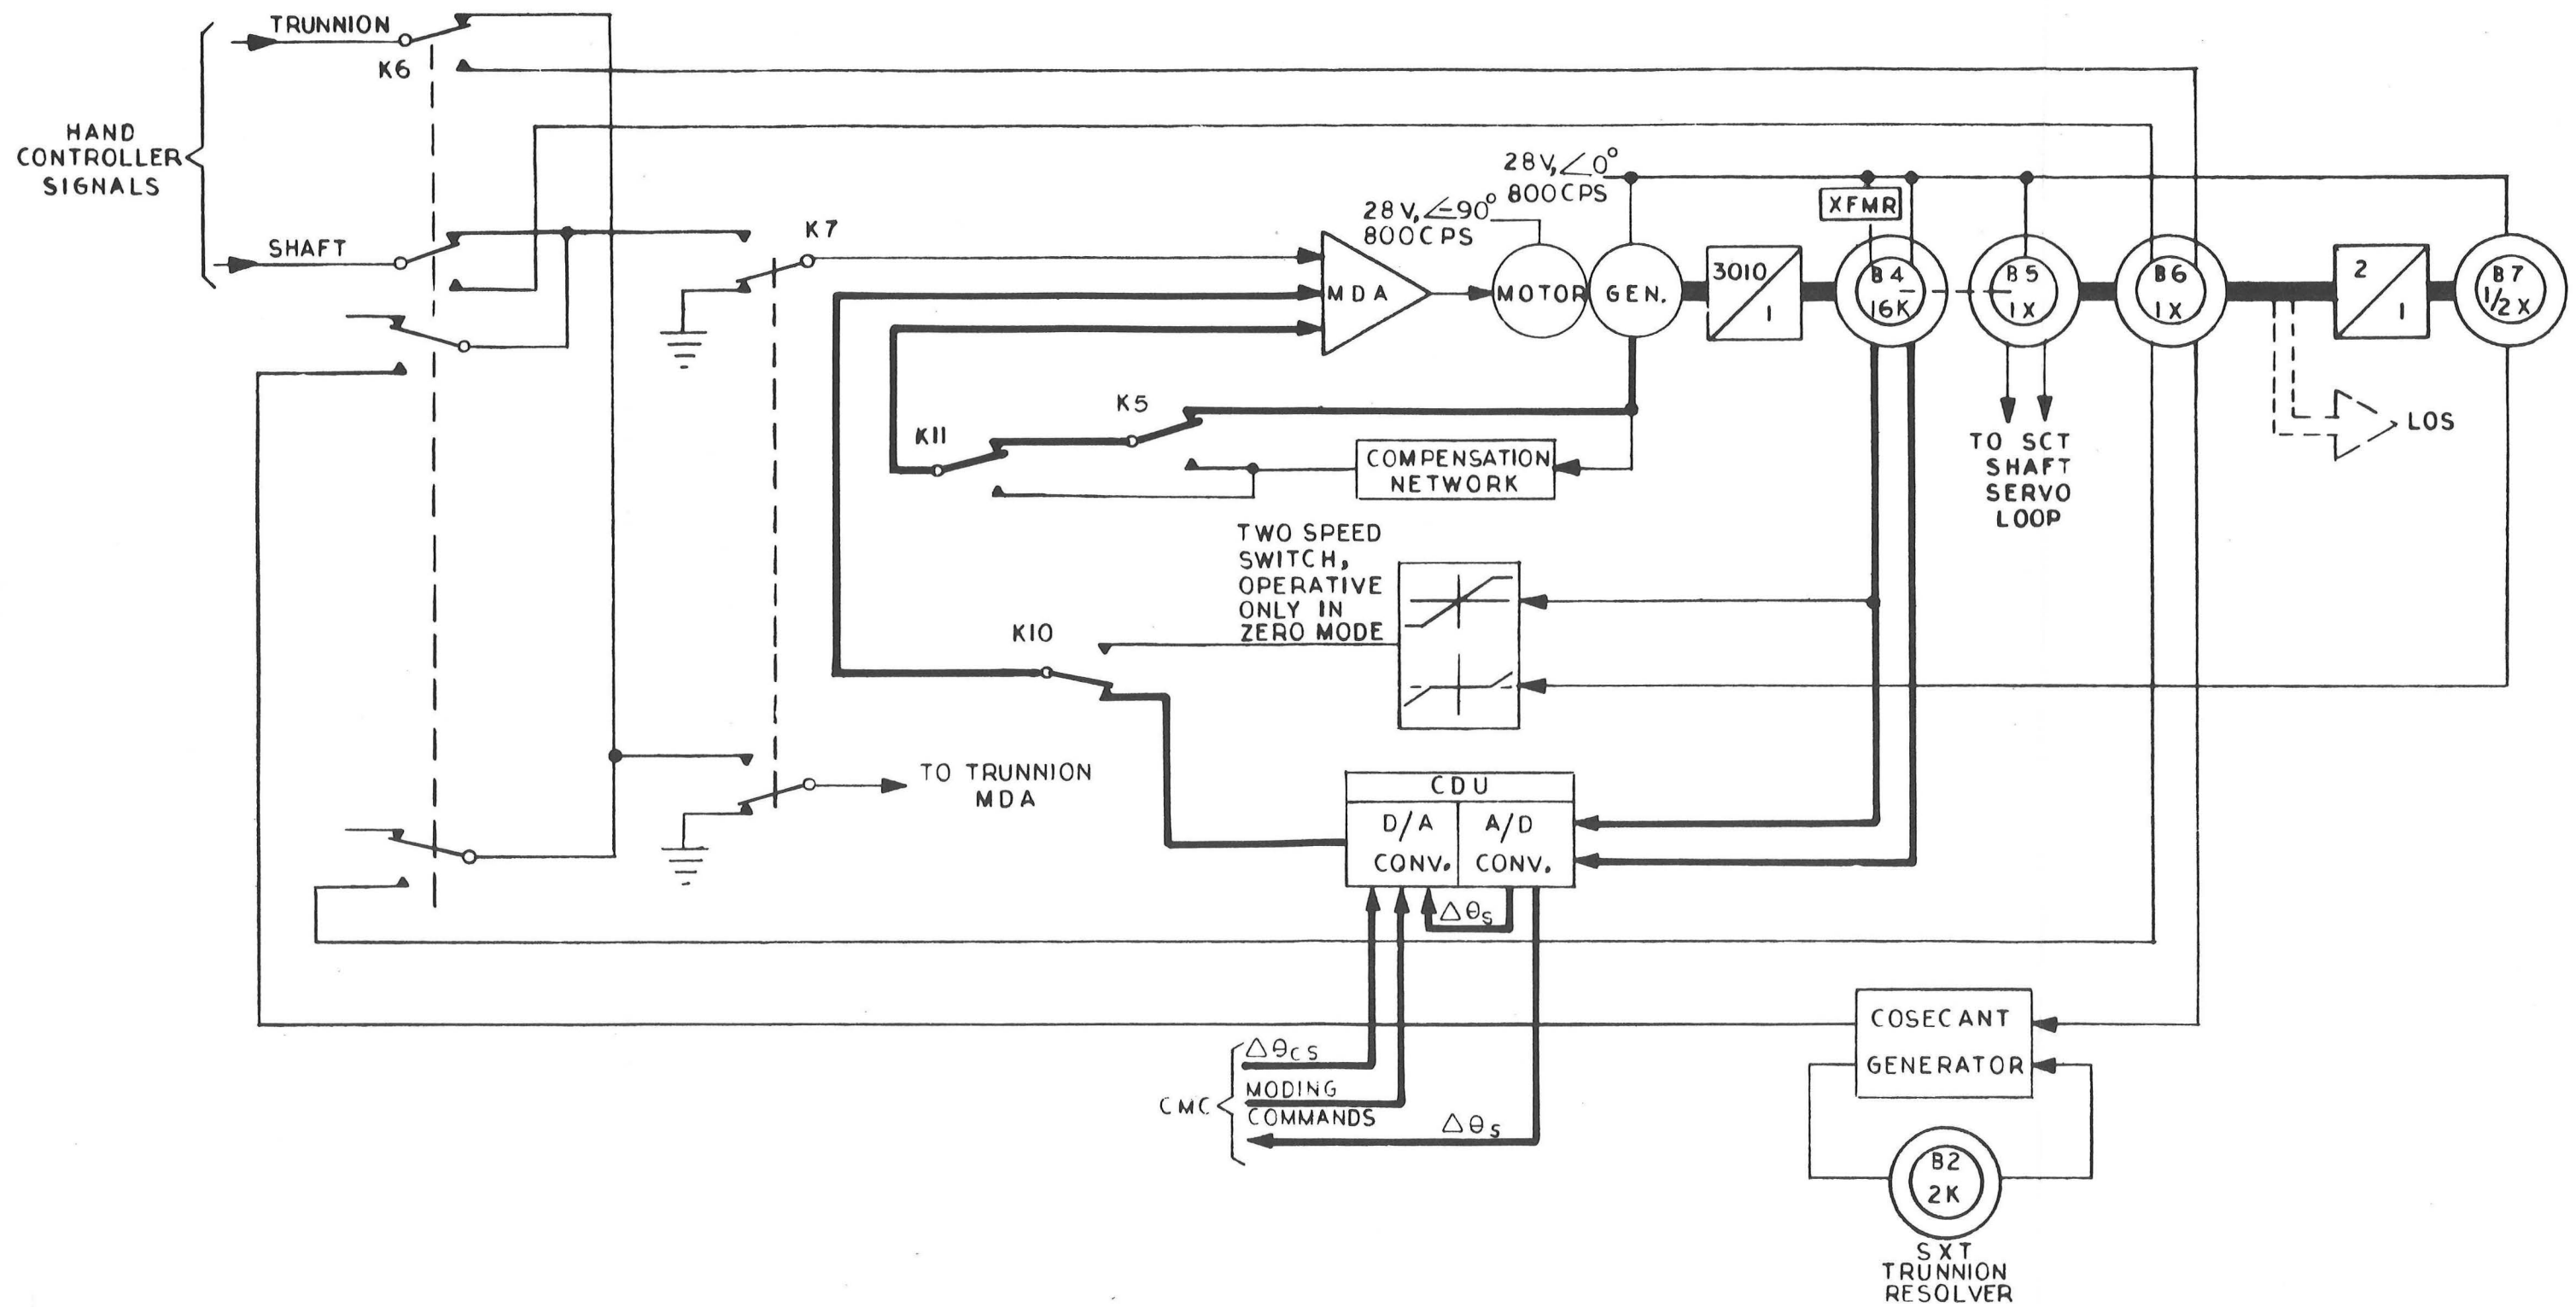 TRUNNION
K6
HAND
CONTROLLER
SIGNALS
SHAFT
K7
28V,∠0°
800CPS
28V,∠-90°
800CPS
XFMR
MDA
MOTOR
GEN.
3010
1
B4
16K
B5
1X
B6
1X
2
1
B7
1/2X
LOS
TO SCT
SHAFT
SERVO
LOOP
K5
K11
COMPENSATION
NETWORK
TWO SPEED
SWITCH,
OPERATIVE
ONLY IN
ZERO MODE
K10
TO TRUNNION
MDA
CDU
D/A
CONV.
A/D
CONV.
Δθs
CMC
Δθcs
MODING
COMMANDS
Δθs
COSECANT
GENERATOR
B2
2K
SXT
TRUNNION
RESOLVER